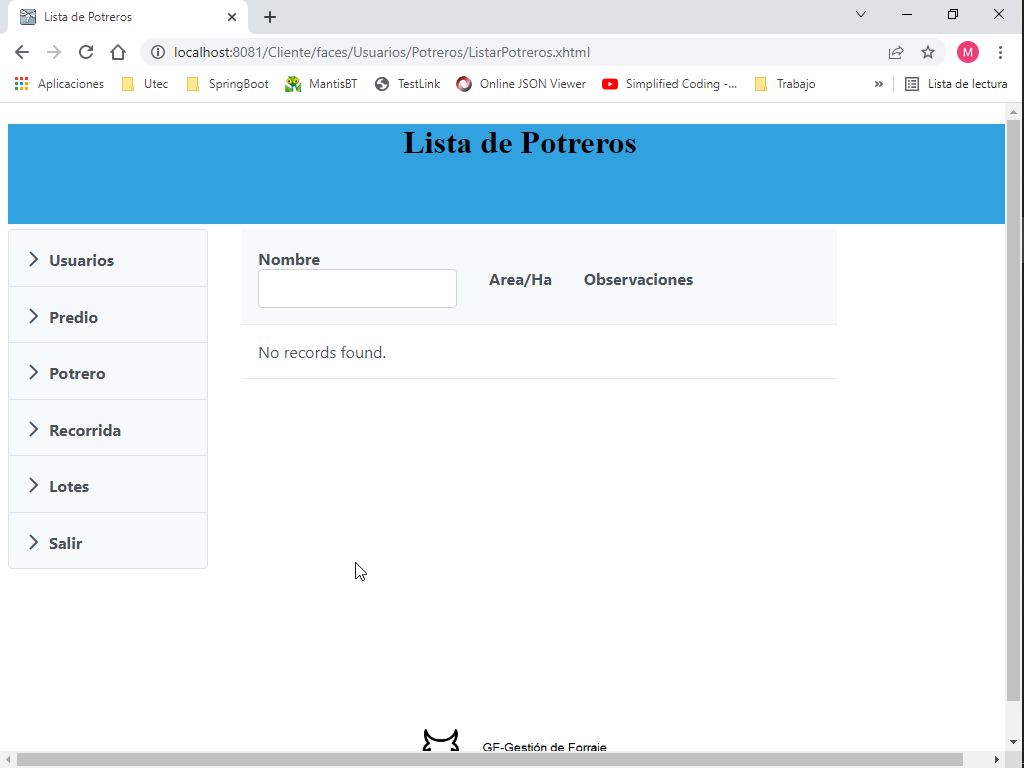 Lista de Potreros
localhost:8081/Cliente/faces/Usuarios/Potreros/ListarPotreros.xhtml
M
Aplicaciones Utec SpringBoot MantisBT TestLink Online JSON Viewer Simplified Coding -... Trabajo » Lista de lectura
Lista de Potreros
Usuarios
Predio
Potrero
Recorrida
Lotes
Salir
Nombre
Area/Ha Observaciones
No records found.
GF-Gestión de Forraje